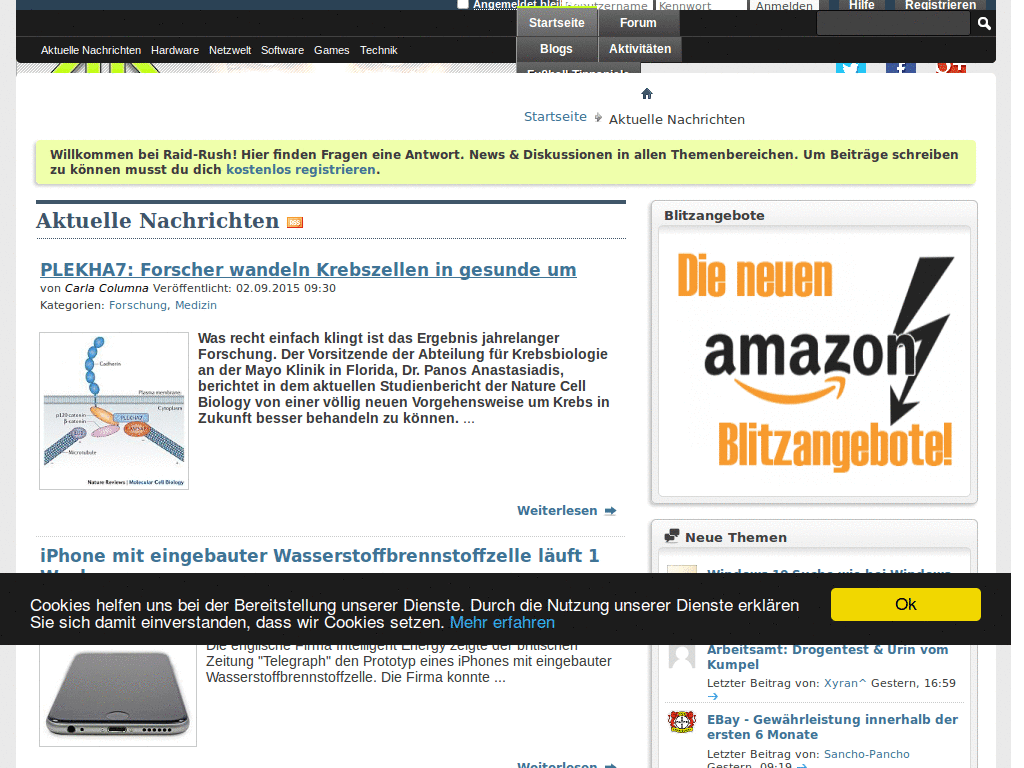 Angemeldet bleiben
Benutzername
Kennwort
Anmelden
Hilfe
Registrieren
Startseite
Forum
Aktuelle Nachrichten Hardware Netzwelt Software Games Technik
Blogs
Aktivitäten
Fußball-Tippspiele
Startseite
Aktuelle Nachrichten
Willkommen bei Raid-Rush! Hier finden Fragen eine Antwort. News & Diskussionen in allen Themenbereichen. Um Beiträge schreiben
zu können musst du dich kostenlos registrieren.
Aktuelle Nachrichten RSS
PLEKHA7: Forscher wandeln Krebszellen in gesunde um
von Carla Columna Veröffentlicht: 02.09.2015 09:30
Kategorien: Forschung, Medizin
Cadherin
Plasma membrane
Cytoplasm
p120-catenin
β-catenin
PLEKHA7
CAMSAP3
Microtubule
Nature Reviews | Molecular Cell Biology
Was recht einfach klingt ist das Ergebnis jahrelanger
Forschung. Der Vorsitzende der Abteilung für Krebsbiologie
an der Mayo Klinik in Florida, Dr. Panos Anastasiadis,
berichtet in dem aktuellen Studienbericht der Nature Cell
Biology von einer völlig neuen Vorgehensweise um Krebs in
Zukunft besser behandeln zu können. ...
Weiterlesen
iPhone mit eingebauter Wasserstoffbrennstoffzelle läuft 1
Woche
Die englische Firma Intelligent Energy zeigte der britischen
Zeitung "Telegraph" den Prototyp eines iPhones mit eingebauter
Wasserstoffbrennstoffzelle. Die Firma konnte ...
Weiterlesen
Blitzangebote
Die neuen
amazon
Blitzangebote!
Neue Themen
Windows 10 Suche wie bei Windows
Arbeitsamt: Drogentest & Urin vom
Kumpel
Letzter Beitrag von: Xyran^ Gestern, 16:59
EBay - Gewährleistung innerhalb der
ersten 6 Monate
Letzter Beitrag von: Sancho-Pancho
Gestern, 09:19
Cookies helfen uns bei der Bereitstellung unserer Dienste. Durch die Nutzung unserer Dienste erklären
Sie sich damit einverstanden, dass wir Cookies setzen. Mehr erfahren
Ok